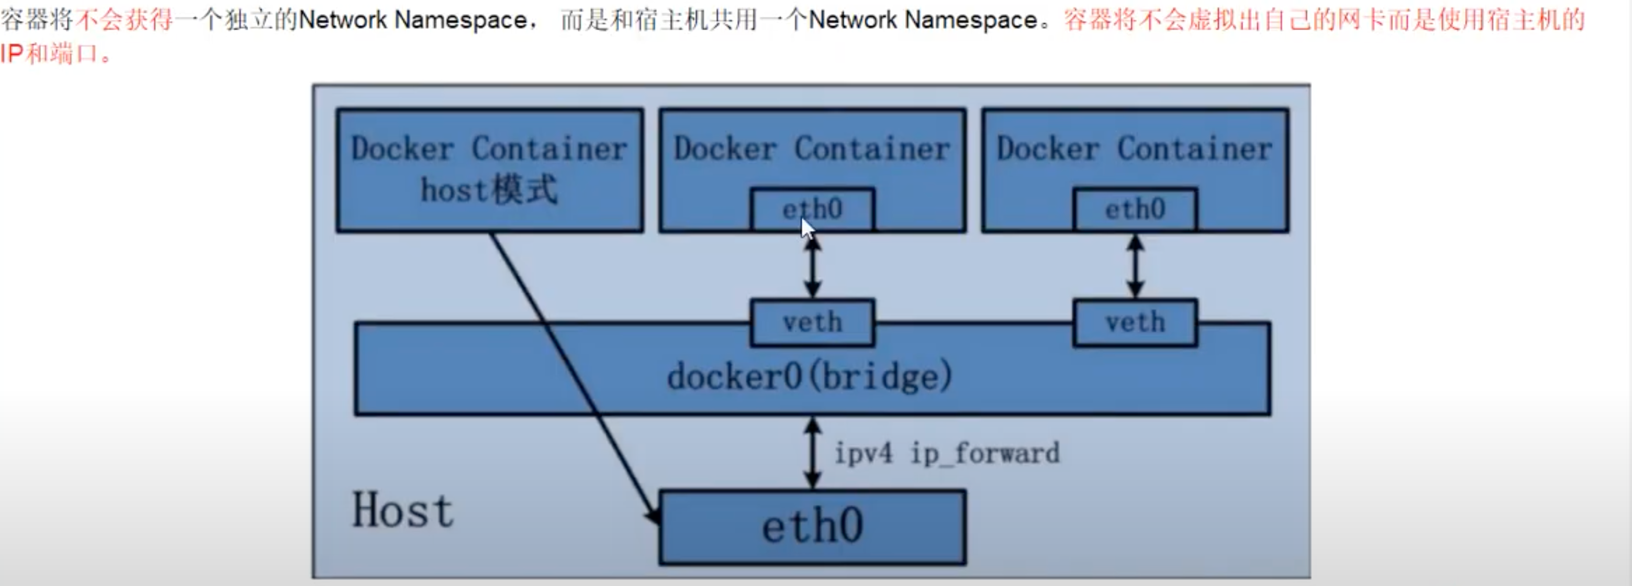 容器将不会获得一个独立的Network Namespace， 而是和宿主机共用一个Network Namespace。容器将不会虚拟出自己的网卡而是使用宿主机的
IP和端口。
Docker Container
host模式
Docker Container
eth0
Docker Container
eth0
veth
veth
docker0(bridge)
ipv4 ip_forward
Host
eth0